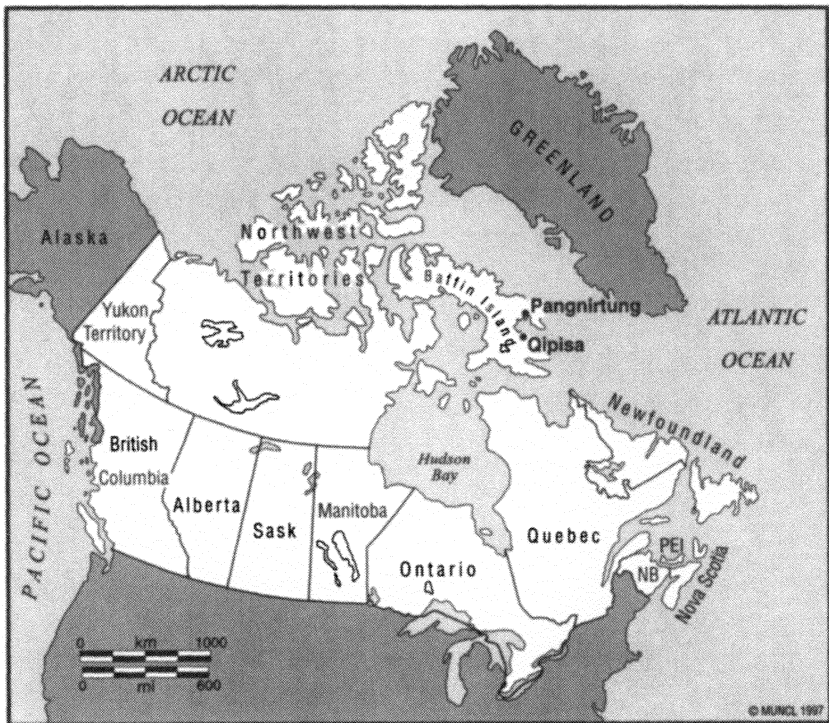 ARCTIC
OCEAN
GREENLAND
Alaska
Northwest
Territories
Baffin Island
Yukon
Territory
Pangnirtung
Qipisa
ATLANTIC
OCEAN
PACIFIC OCEAN
British
Columbia
Alberta
Sask
Manitoba
Hudson
Bay
Newfoundland
Ontario
Quebec
PEI
NB
Nova Scotia
0 km 1000
0 mi 600
© MUNCL 1997